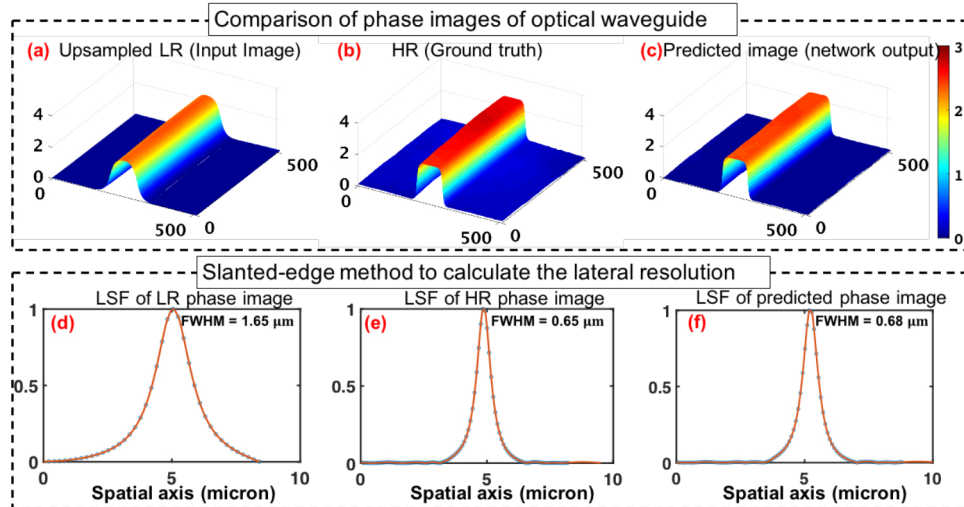 Comparison of phase images of optical waveguide
(a) Upsampled LR (Input Image)
(b) HR (Ground truth)
(c) Predicted image (network output)
4
2
0
0
500
0
500
4
2
0
0
500
0
500
4
2
0
0
500
0
500
3
2
1
0
Slanted-edge method to calculate the lateral resolution
LSF of LR phase image
(d)
FWHM = 1.65 μm
1
0.5
0
0
5
10
Spatial axis (micron)
LSF of HR phase image
(e)
FWHM = 0.65 μm
1
0.5
0
0
5
10
Spatial axis (micron)
LSF of predicted phase image
(f)
FWHM = 0.68 μm
1
0.5
0
0
5
10
Spatial axis (micron)